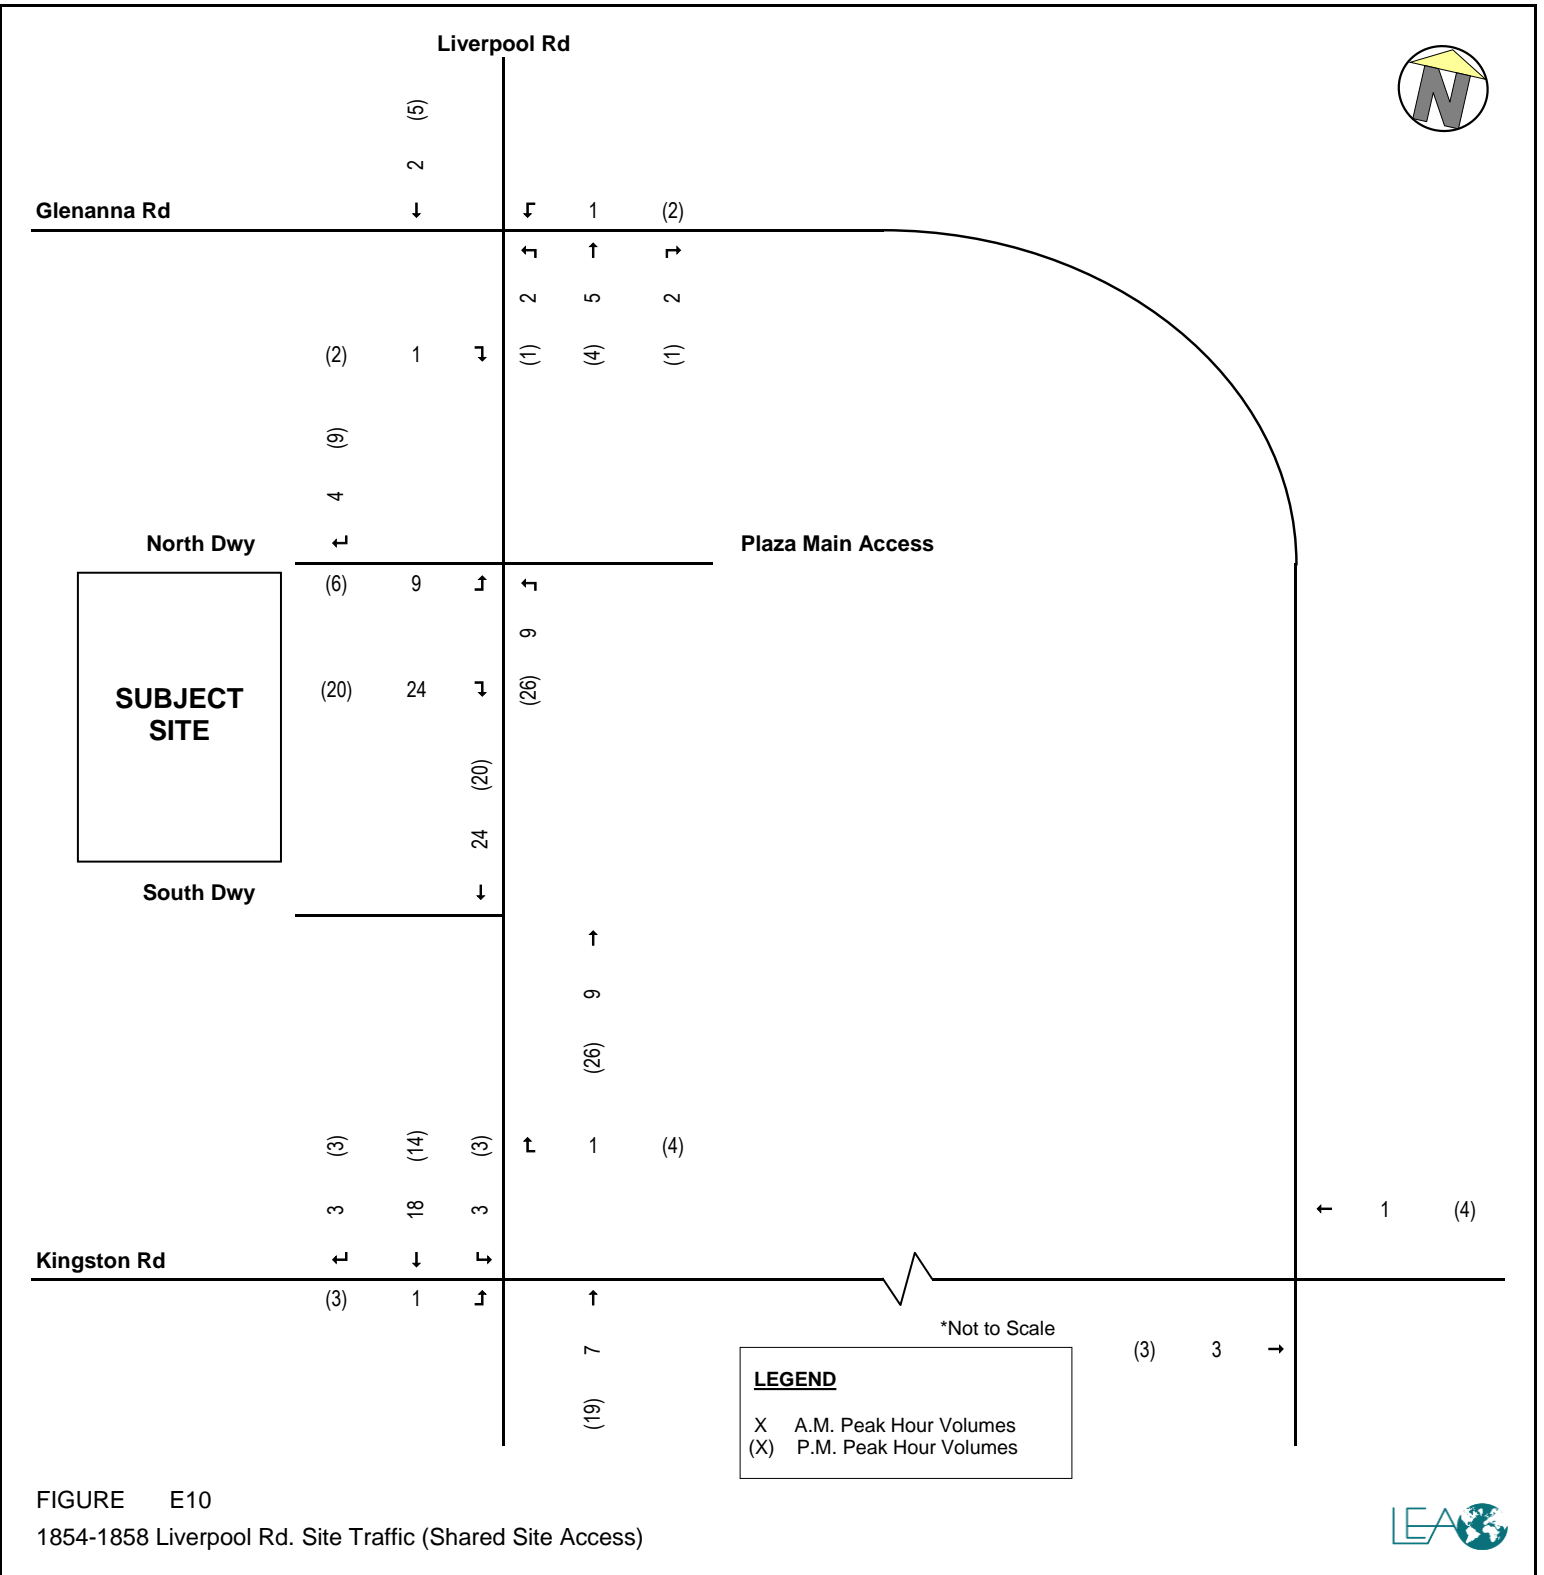 Liverpool Rd
N
(5)
2
Glenanna Rd ↓ ↰ 1 (2)
↰ ↑ ↱
2 5 2
(2) 1 ↴ (1) (4) (1)
(9)
4
North Dwy ↵ Plaza Main Access
(6) 9 ⮥ ↰
9
SUBJECT
SITE
(20) 24 ↴ (26)
(20)
24
South Dwy ↓
↑
9
(26)
(3) (14) (3) ↑ 1 (4)
3 18 3 ← 1 (4)
Kingston Rd ↵ ↓ ↳
(3) 1 ⮥ ↑
*Not to Scale
7 (3) 3 →
(19)
LEGEND
X A.M. Peak Hour Volumes
(X) P.M. Peak Hour Volumes
FIGURE E10
1854-1858 Liverpool Rd. Site Traffic (Shared Site Access)
LEA